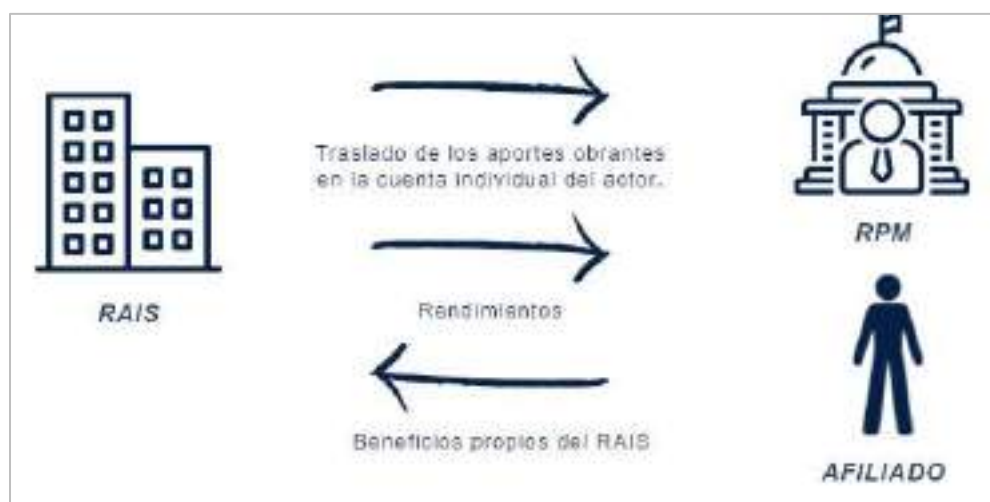 Traslado de los aportes obrantes
en la cuenta individual del actor.
RPM
RAIS
Rendimientos
Beneficios propios del RAIS
AFILIADO